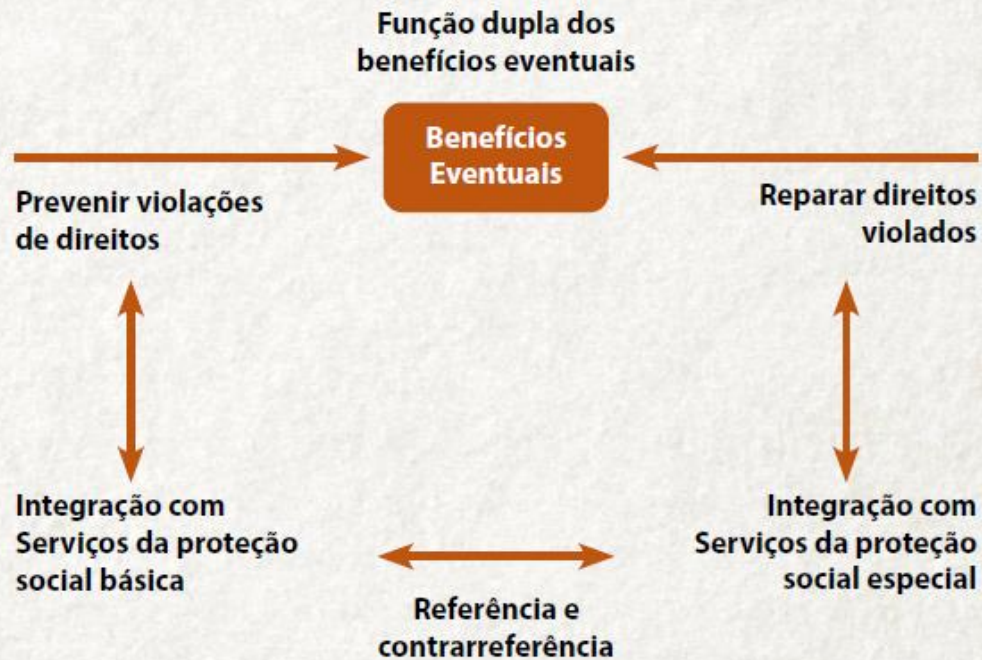 Função dupla dos
benefícios eventuais
Benefícios
Eventuais
Prevenir violações
de direitos
Reparar direitos
violados
Integração com
Serviços da proteção
social básica
Integração com
Serviços da proteção
social especial
Referência e
contrarreferência